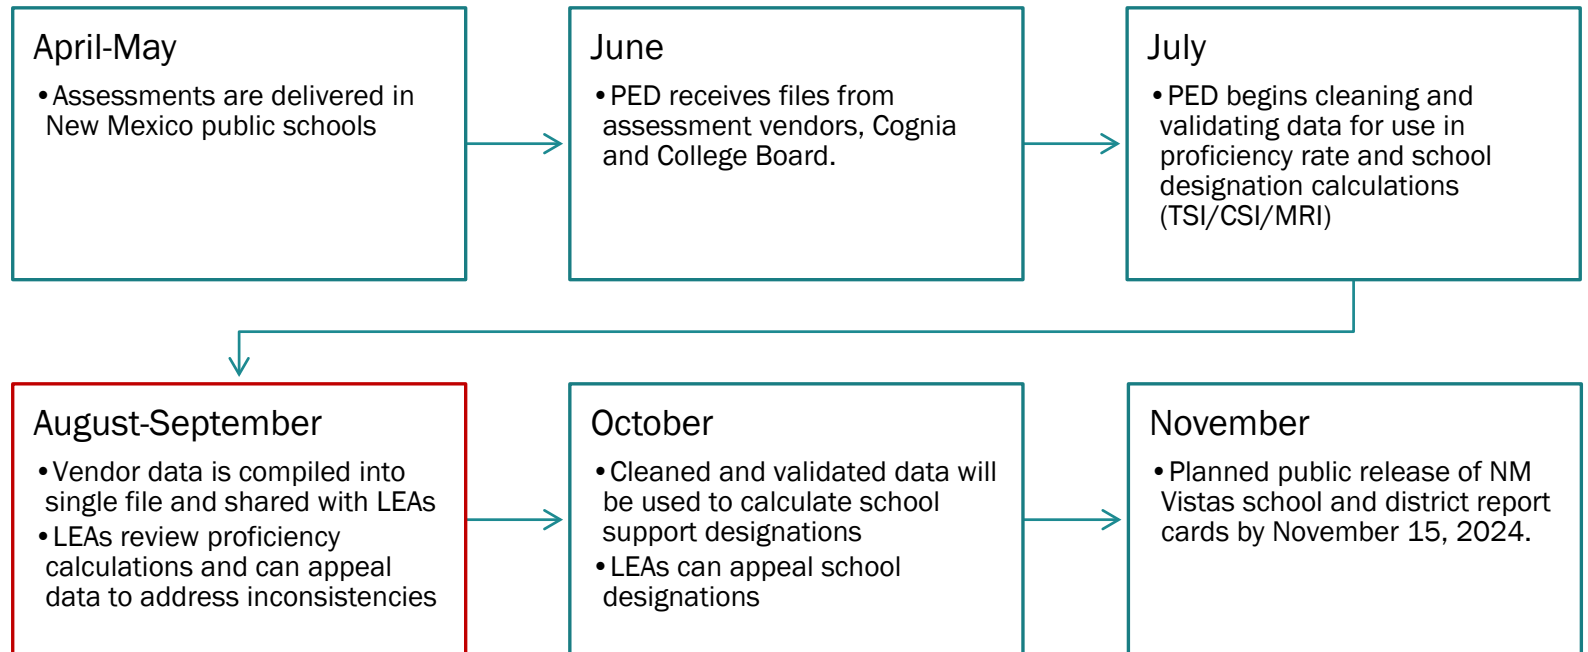 April-May
•Assessments are delivered in
New Mexico public schools
June
•PED receives files from
assessment vendors, Cognia
and College Board.
July
•PED begins cleaning and
validating data for use in
proficiency rate and school
designation calculations
(TSI/CSI/MRI)
August-September
•Vendor data is compiled into
single file and shared with LEAs
•LEAs review proficiency
calculations and can appeal
data to address inconsistencies
October
•Cleaned and validated data will
be used to calculate school
support designations
•LEAs can appeal school
designations
November
•Planned public release of NM
Vistas school and district report
cards by November 15, 2024.